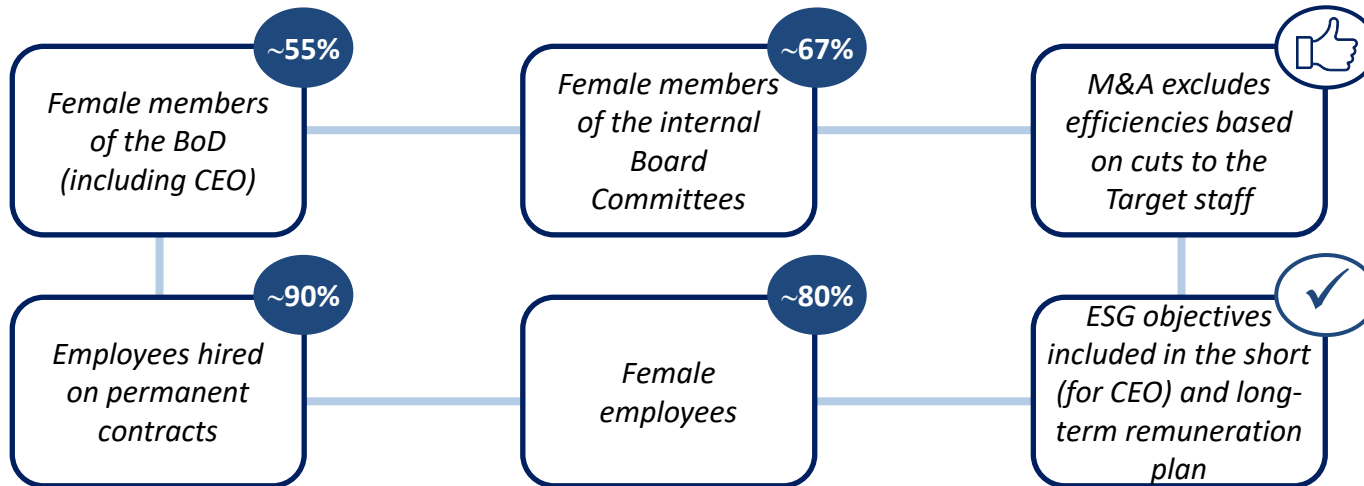 ~55%
Female members
of the BoD
(including CEO)
~67%
Female members
of the internal
Board
Committees
M&A excludes
efficiencies based
on cuts to the
Target staff
~90%
Employees hired
on permanent
contracts
~80%
Female
employees
ESG objectives
included in the short
(for CEO) and long-
term remuneration
plan